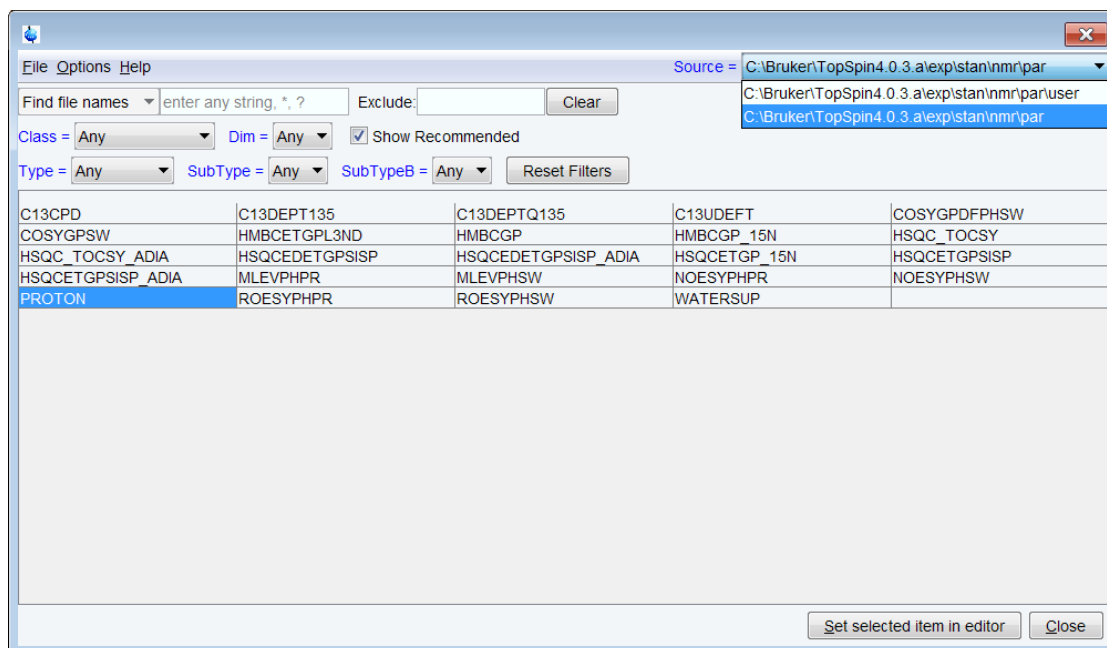 File Options Help Source = C:\Bruker\TopSpin4.0.3.a\exp\stan\nmr\par
Find file names enter any string, *, ? Exclude: Clear C:\Bruker\TopSpin4.0.3.a\exp\stan\nmr\par\user
C:\Bruker\TopSpin4.0.3.a\exp\stan\nmr\par
Class = Any Dim = Any Show Recommended
Type = Any SubType = Any SubTypeB = Any Reset Filters
C13CPD C13DEPT135 C13DEPTQ135 C13UDEFT COSYGPDFPHSW
COSYGPSW HMBCETGPL3ND HMBCGP HMBCGP_15N HSQC_TOCSY
HSQC_TOCSY_ADIA HSQCEDETGPSISP HSQCEDETGPSISP_ADIA HSQCETGP_15N HSQCETGPSISP
HSQCETGPSISP_ADIA MLEVPHPR MLEVPHSW NOESYPHPR NOESYPHSW
PROTON ROESYPHPR ROESYPHSW WATERSUP
Set selected item in editor Close